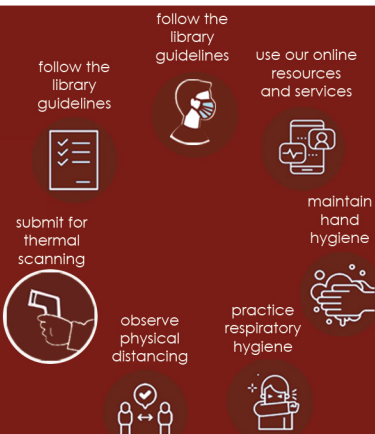 follow the
library
guidelines
follow the
library
guidelines
use our online
resources
and services
maintain
hand
hygiene
submit for
thermal
scanning
observe
physical
distancing
practice
respiratory
hygiene